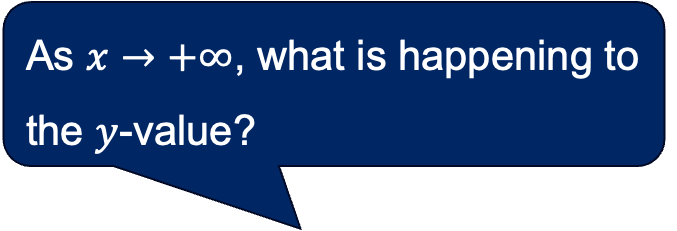 As 𝑥 → +∞, what is happening to
the 𝑦-value?